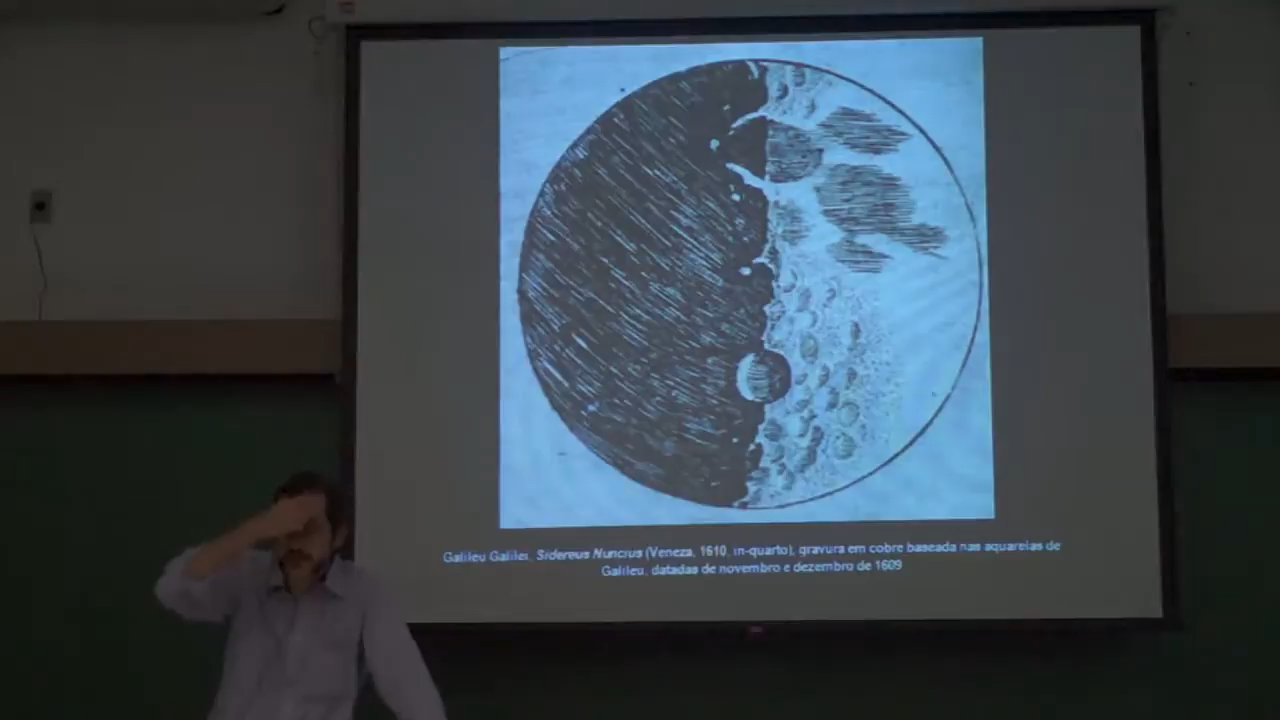 Galileu Galilei, Sidereus Nuncius (Veneza, 1610, in-quarto), gravura em cobre baseada nas aquarelas de
Galileu, datadas de novembro e dezembro de 1609